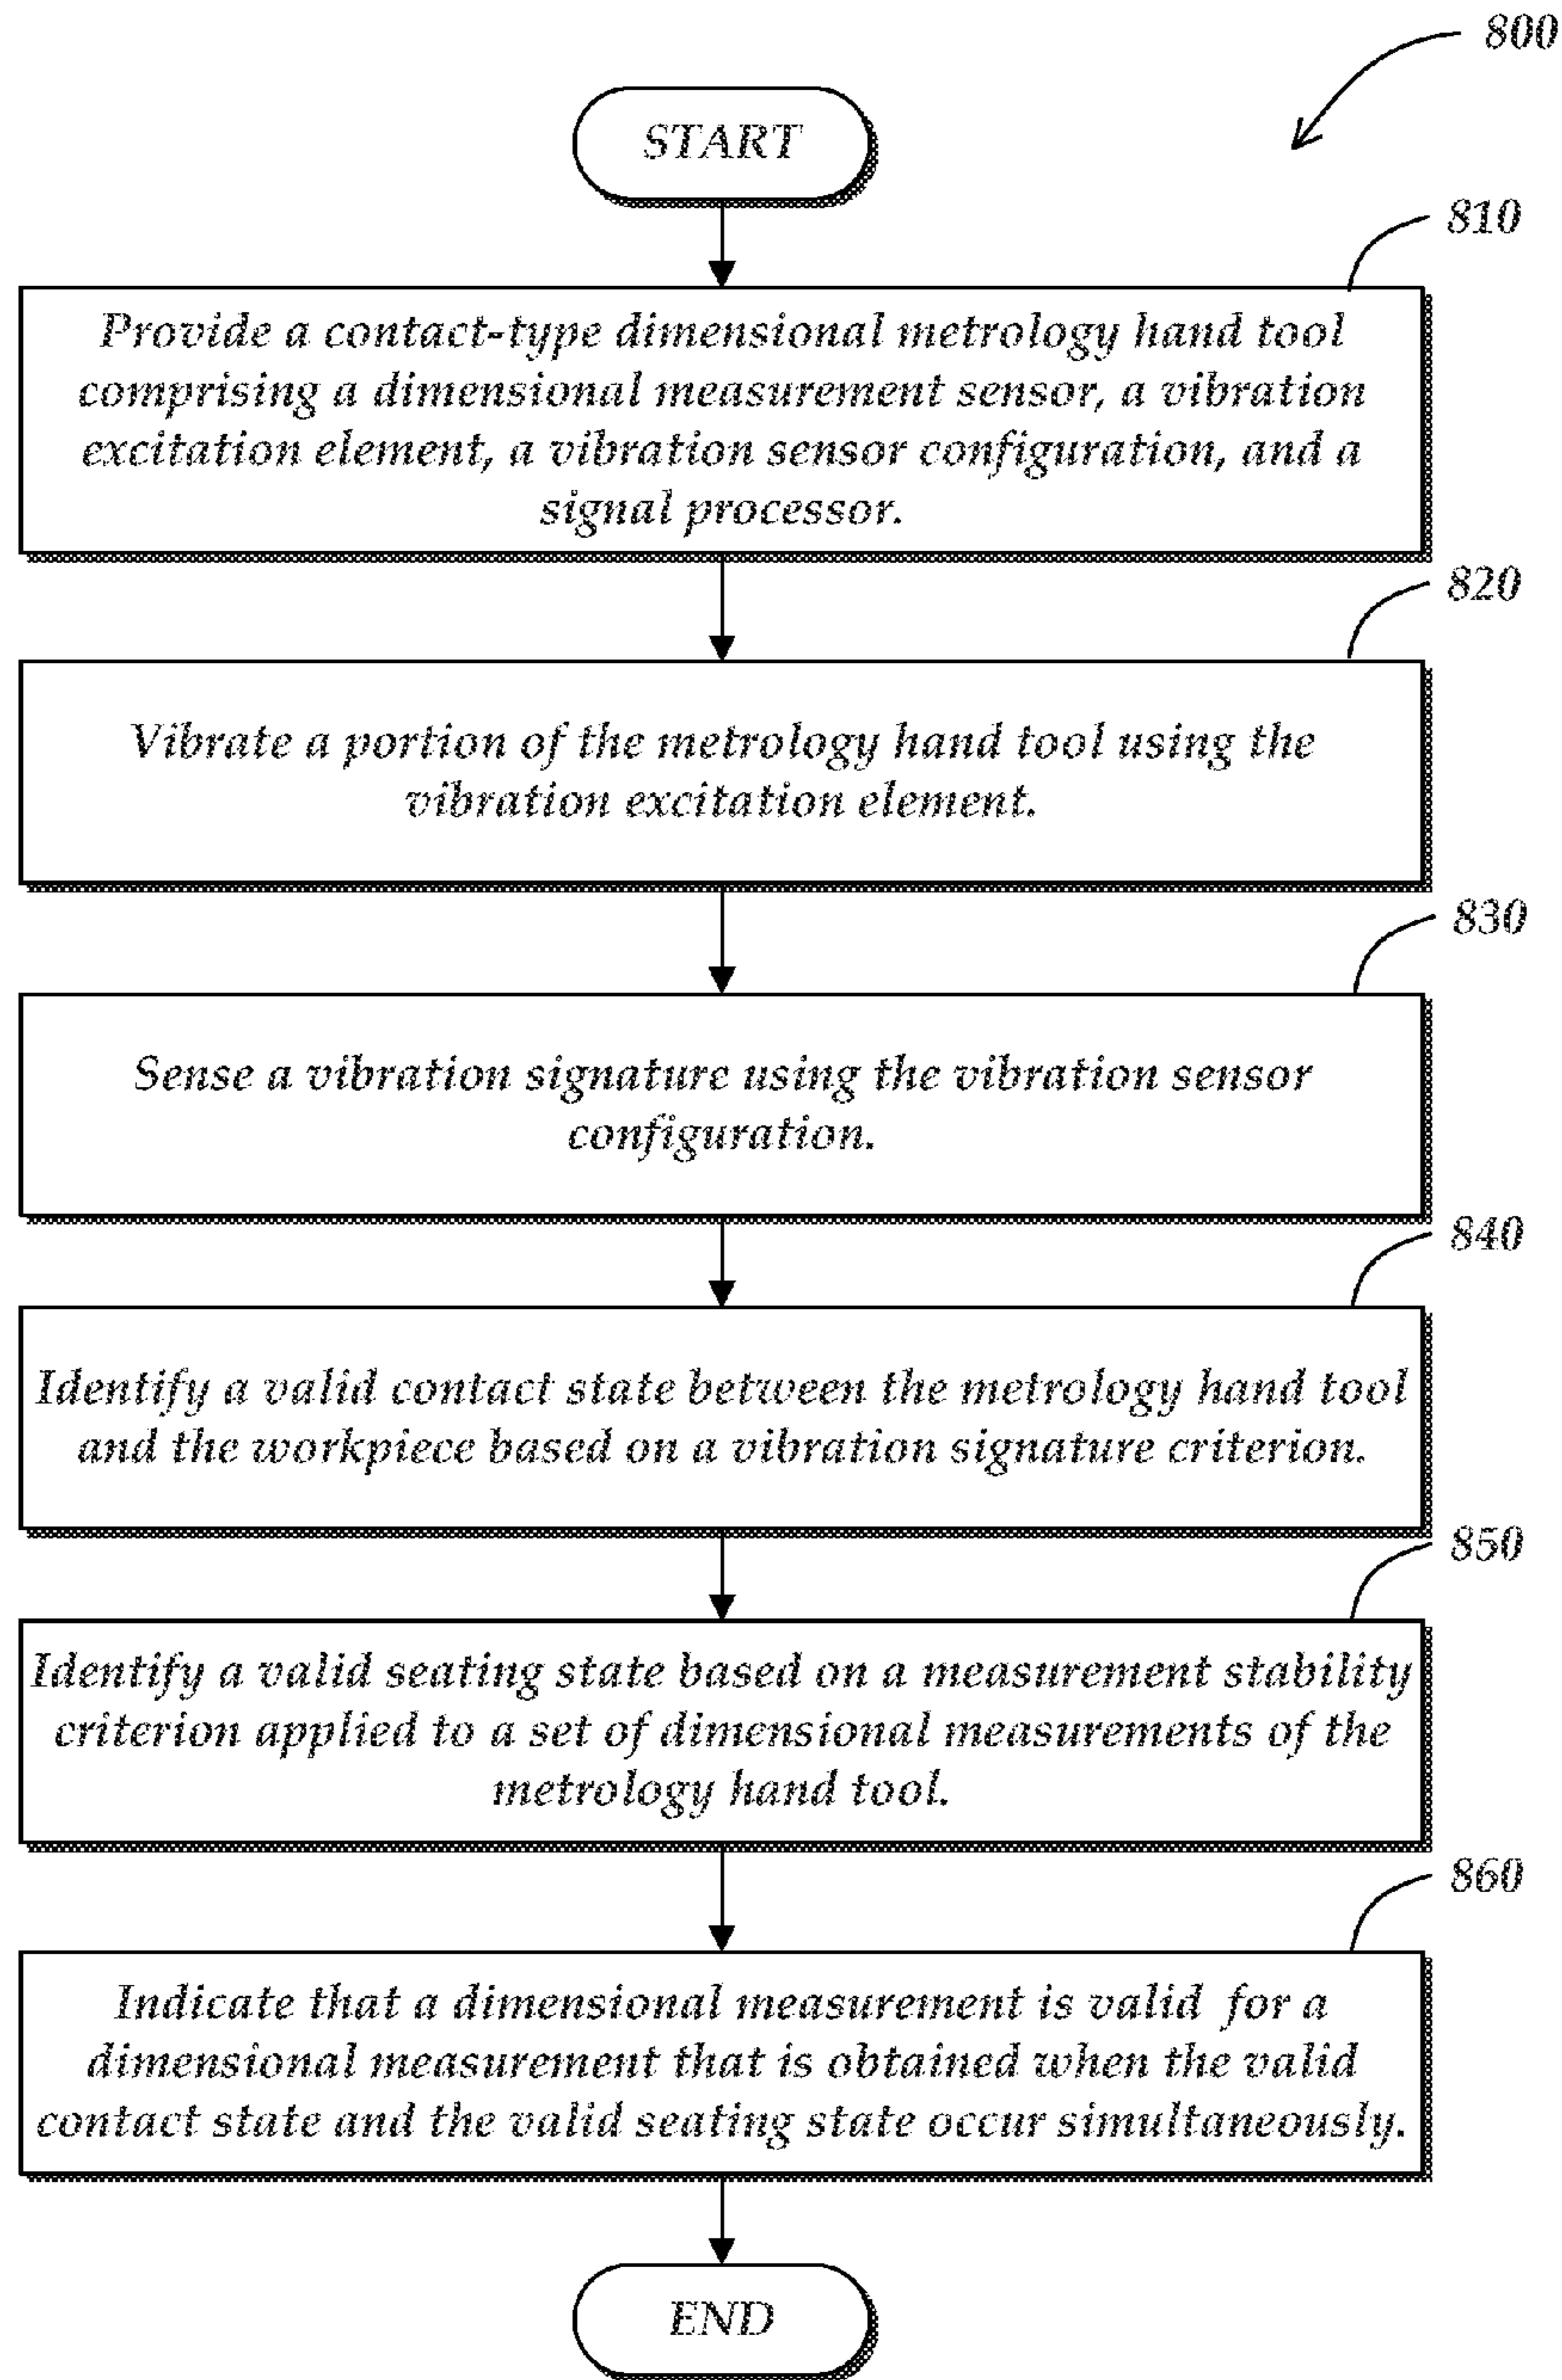 800
START
810
Provide a contact-type dimensional metrology hand tool
comprising a dimensional measurement sensor, a vibration
excitation element, a vibration sensor configuration, and a
signal processor.
820
Vibrate a portion of the metrology hand tool using the
vibration excitation element.
830
Sense a vibration signature using the vibration sensor
configuration.
840
Identify a valid contact state between the metrology hand tool
and the workpiece based on a vibration signature criterion.
850
Identify a valid seating state based on a measurement stability
criterion applied to a set of dimensional measurements of the
metrology hand tool.
860
Indicate that a dimensional measurement is valid for a
dimensional measurement that is obtained when the valid
contact state and the valid seating state occur simultaneously.
END